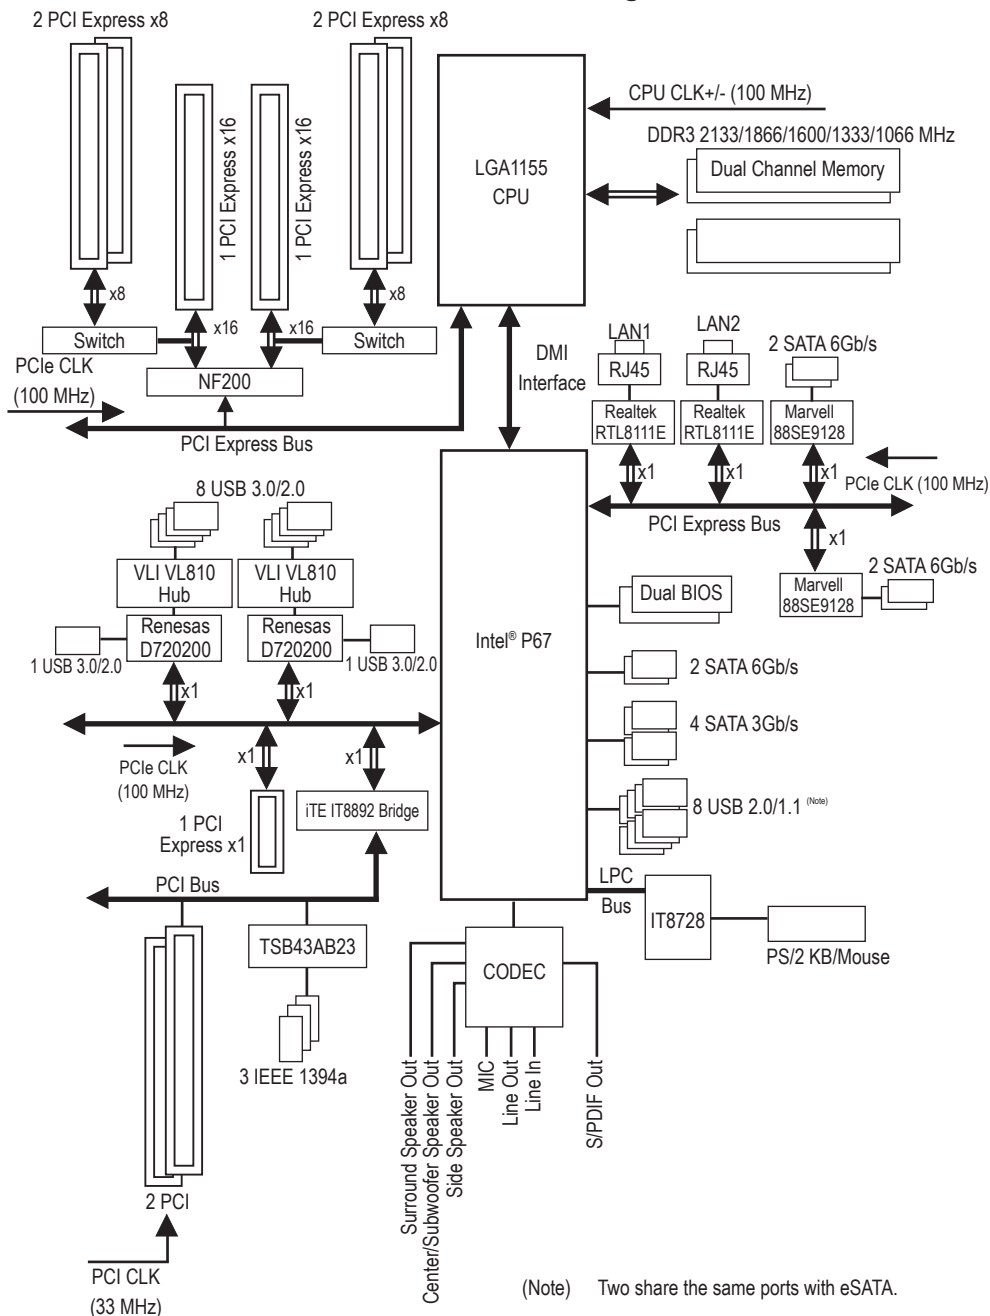 2 PCI Express x8
2 PCI Express x8
1 PCI Express x16
1 PCI Express x16
LGA1155
CPU
CPU CLK+/- (100 MHz)
DDR3 2133/1866/1600/1333/1066 MHz
Dual Channel Memory
x8
x8
Switch
x16
x16
Switch
PCIe CLK
(100 MHz)
NF200
PCI Express Bus
DMI
Interface
LAN1
RJ45
LAN2
RJ45
2 SATA 6Gb/s
Realtek
RTL8111E
Realtek
RTL8111E
Marvell
88SE9128
x1
x1
x1
PCIe CLK (100 MHz)
PCI Express Bus
x1
Marvell
88SE9128
2 SATA 6Gb/s
8 USB 3.0/2.0
VLI VL810
Hub
VLI VL810
Hub
Renesas
D720200
Renesas
D720200
1 USB 3.0/2.0
1 USB 3.0/2.0
x1
x1
Intel® P67
Dual BIOS
2 SATA 6Gb/s
4 SATA 3Gb/s
8 USB 2.0/1.1 (Note)
PCIe CLK
(100 MHz)
x1
x1
1 PCI
Express x1
iTE IT8892 Bridge
PCI Bus
LPC
Bus
IT8728
PS/2 KB/Mouse
TSB43AB23
3 IEEE 1394a
CODEC
Surround Speaker Out
Center/Subwoofer Speaker Out
Side Speaker Out
MIC
Line Out
Line In
S/PDIF Out
2 PCI
PCI CLK
(33 MHz)
(Note) Two share the same ports with eSATA.